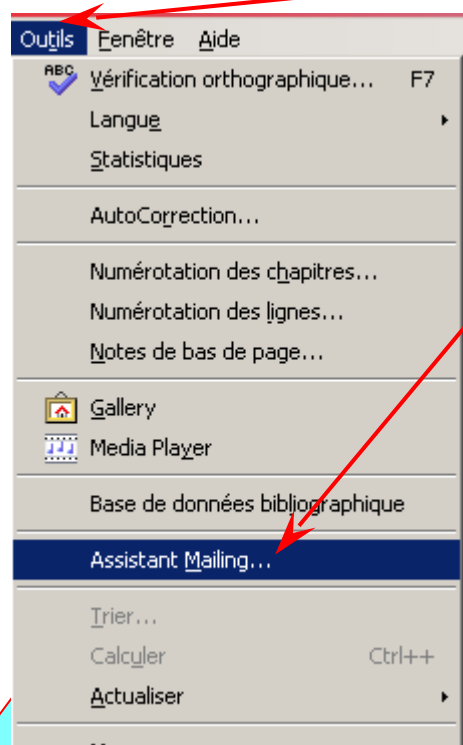 Outils Fenêtre Aide
ABC Vérification orthographique... F7
Langue
Statistiques
AutoCorrection...
Numérotation des chapitres...
Numérotation des lignes...
Notes de bas de page...
Gallery
Media Player
Base de données bibliographique
Assistant Mailing...
Trier...
Calculer Ctrl++
Actualiser